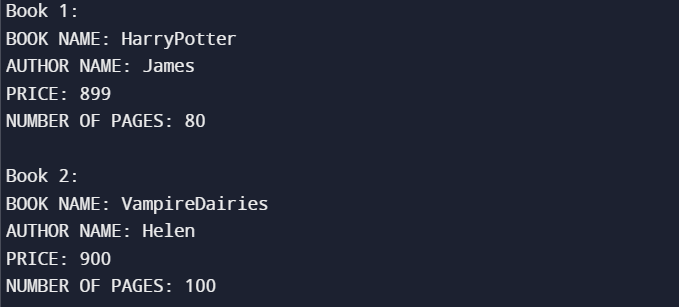 Book 1:
BOOK NAME: HarryPotter
AUTHOR NAME: James
PRICE: 899
NUMBER OF PAGES: 80
Book 2:
BOOK NAME: VampireDairies
AUTHOR NAME: Helen
PRICE: 900
NUMBER OF PAGES: 100